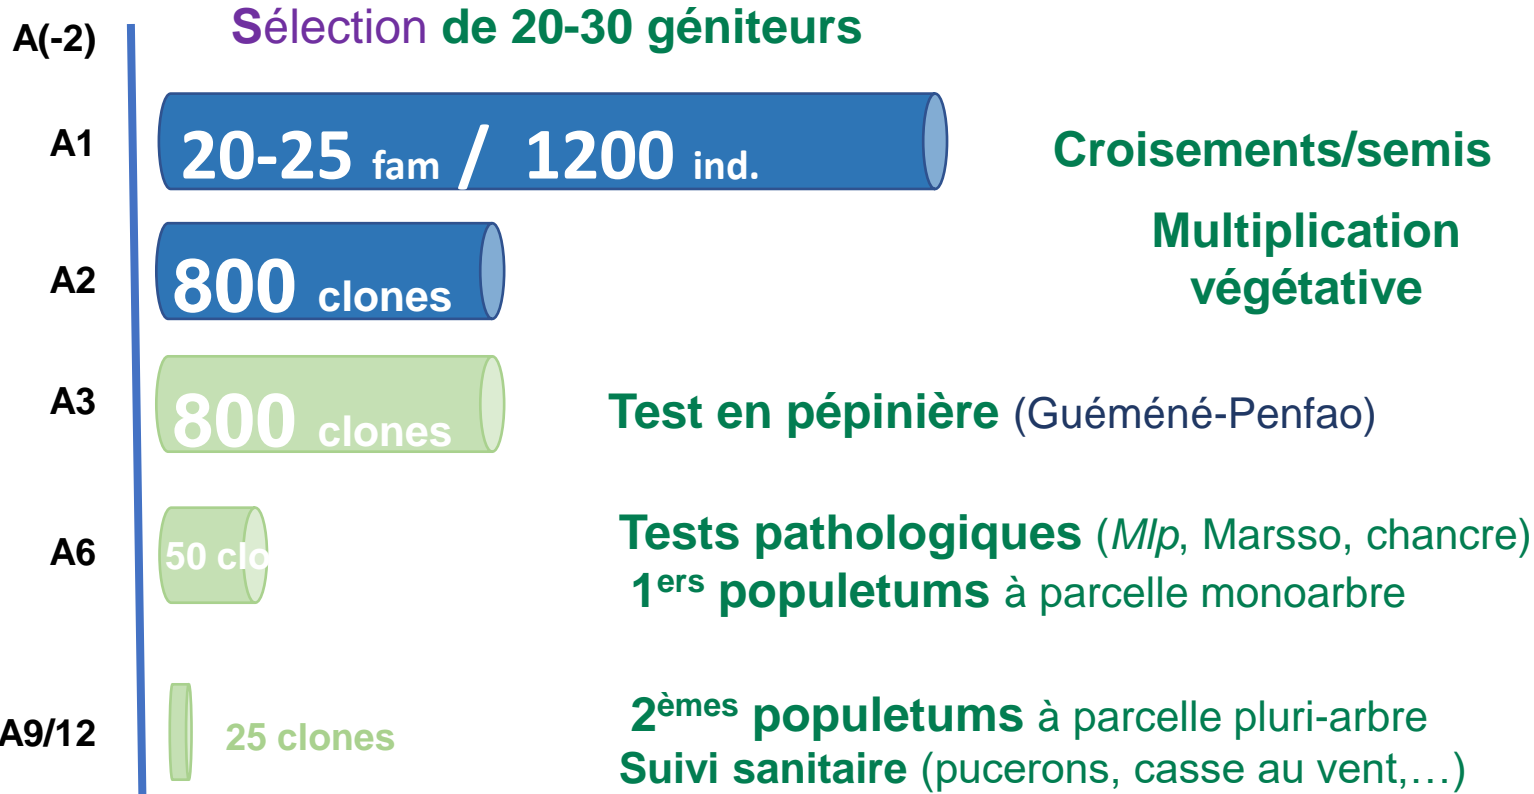 A(-2) Sélection de 20-30 géniteurs
A1 20-25 fam / 1200 ind. Croisements/semis
Multiplication
végétative
A2 800 clones
A3 800 clones Test en pépinière (Guéméné-Penfao)
A6 50 clo Tests pathologiques (Mlp, Marsso, chancre)
1ers populetums à parcelle monoarbre
A9/12 25 clones 2èmes populetums à parcelle pluri-arbre
Suivi sanitaire (pucerons, casse au vent,…)